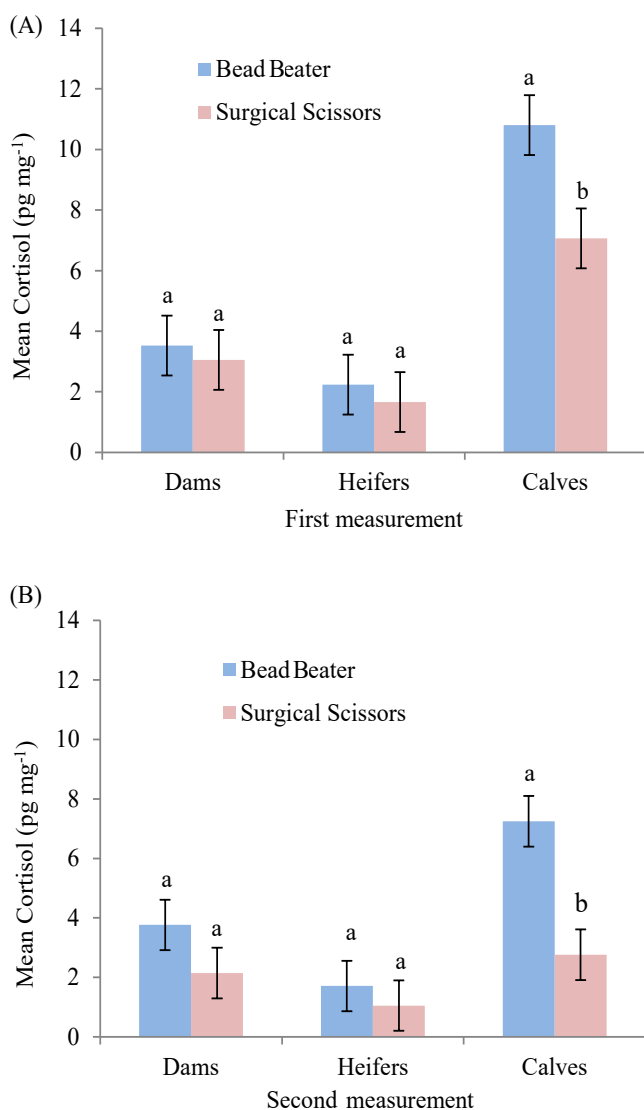 (A)
14
12
10
8
6
4
2
0
Mean Cortisol (pg mg-1)
Bead Beater
Surgical Scissors
a
a
a
a
a
b
Dams Heifers Calves
First measurement
(B)
14
12
10
8
6
4
2
0
Mean Cortisol (pg mg-1)
Bead Beater
Surgical Scissors
a
a
a
a
a
b
Dams Heifers Calves
Second measurement